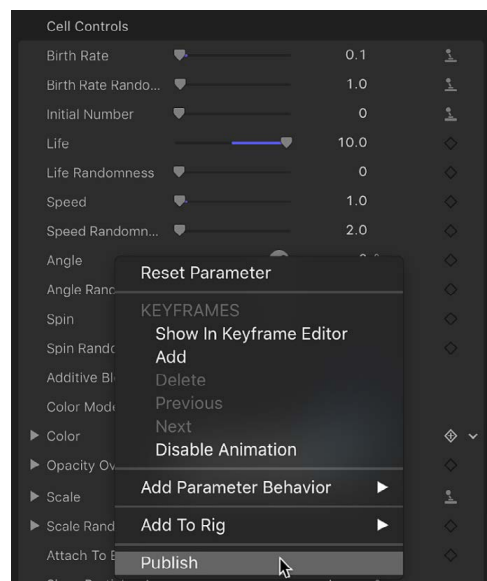 Cell Controls
Birth Rate 0.1
Birth Rate Rando... 1.0
Initial Number 0
Life 10.0
Life Randomness 0
Speed 1.0
Speed Randomn... 2.0
Angle
Reset Parameter
Angle Rand
KEYFRAMES
Spin
Show In Keyframe Editor
Spin Rando
Add
Additive Bl
Delete
Color Mode
Previous
Next
Color
Disable Animation
Opacity Ov
Add Parameter Behavior
Scale
Scale Rand
Add To Rig
Attach To E
Publish